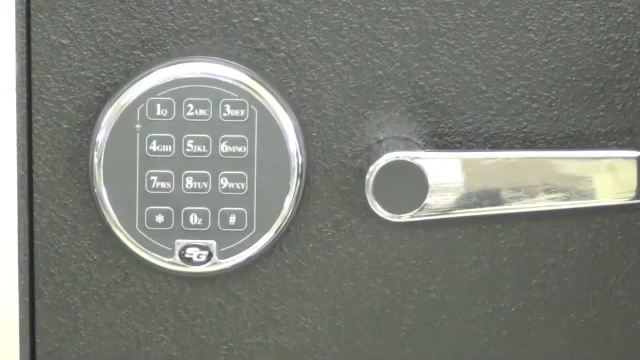 1Q 2ABC 3DEF
4GHI 5JKL 6MNO
7PRS 8TUV 9WXY
* 0Z #
SG